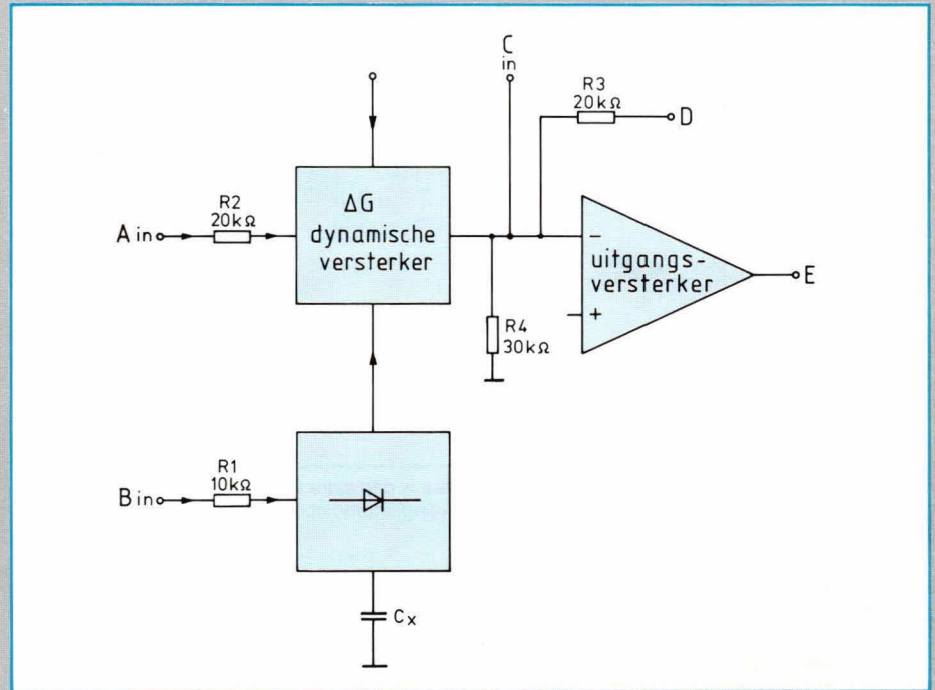 C
in
R3
20kΩ
D
R2
20kΩ
A in
ΔG
dynamische
versterker
−
uitgangs-
versterker
+
E
R4
30kΩ
R1
10kΩ
B in
Cx